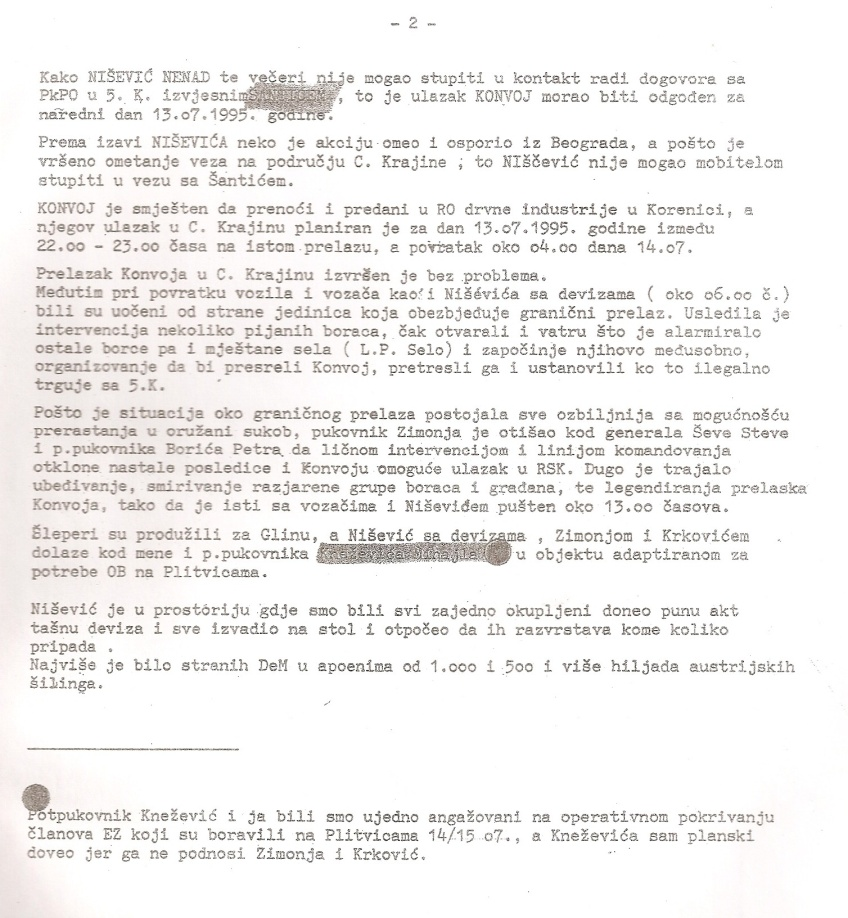 - 2 -
Kako NIŠEVIĆ NENAD te večeri nije mogao stupiti u kontakt radi dogovora sa
PkPO u 5. K. izvjesnim , to je ulazak KONVOJ morao biti odgođen za
naredni dan 13.o7.1995. godine.
Prema izavi NIŠEVIĆA neko je akciju omeo i osporio iz Beograda, a pošto je
vršeno ometanje veza na području C. Krajine ; to NIščević nije mogao mobitelom
stupiti u vezu sa Šantićem.
KONVOJ je smješten da prenoći i predani u RO drvne industrije u Korenici, a
njegov ulazak u C. Krajinu planiran je za dan 13.o7.1995. godine između
22.oo - 23.oo časa na istom prelazu, a povratak oko o4.oo dana 14.o7.
Prelazak Konvoja u C. Krajinu izvršen je bez problema.
Međutim pri povratku vozila i vozača kao i Niševića sa devizama ( oko o6.oo č.)
bili su uočeni od strane jedinica koja obezbjeđuje granični prelaz. Usledila je
intervencija nekoliko pijanih boraca, čak otvarali i vatru što je alarmiralo
ostale borce pa i mještane sela ( L.P. Selo) i započinje njihovo međusobno,
organizovanje da bi presreli Konvoj, pretresli ga i ustanovili ko to ilegalno
trguje sa 5.K.
Pošto je situacija oko graničnog prelaza postojala sve ozbiljnija sa mogućnošću
prerastanja u oružani sukob, pukovnik Zimonja je otišao kod generala Ševe Steve
i p.pukovnika Borića Petra da ličnom intervencijom i linijom komandovanja
otklone nastale posledice i Konvoju omoguće ulazak u RSK. Dugo je trajalo
ubeđivanje, smirivanje razjarene grupe boraca i građana, te legendiranja prelaska
Konvoja, tako da je isti sa vozačima i Niševiđem pušten oko 13.oo časova.
Šleperi su produžili za Glinu, a Nišević sa devizama , Zimonjom i Krkovićem
dolaze kod mene i p.pukovnika Kneževića Mihajla u objektu adaptiranom za
potrebe OB na Plitvicama.
Nišević je u prostoriju gdje smo bili svi zajedno okupljeni doneo punu akt
tašnu deviza i sve izvadio na stol i otpočeo da ih razvrstava kome koliko
pripada .
Najviše je bilo stranih DeM u apoenima od 1.ooo i 5oo i više hiljada austrijskih
šilinga.
Potpukovnik Knežević i ja bili smo ujedno angažovani na operativnom pokrivanju
članova EZ koji su boravili na Plitvicama 14/15 o7., a Kneževića sam planski
doveo jer ga ne podnosi Zimonja i Krković.